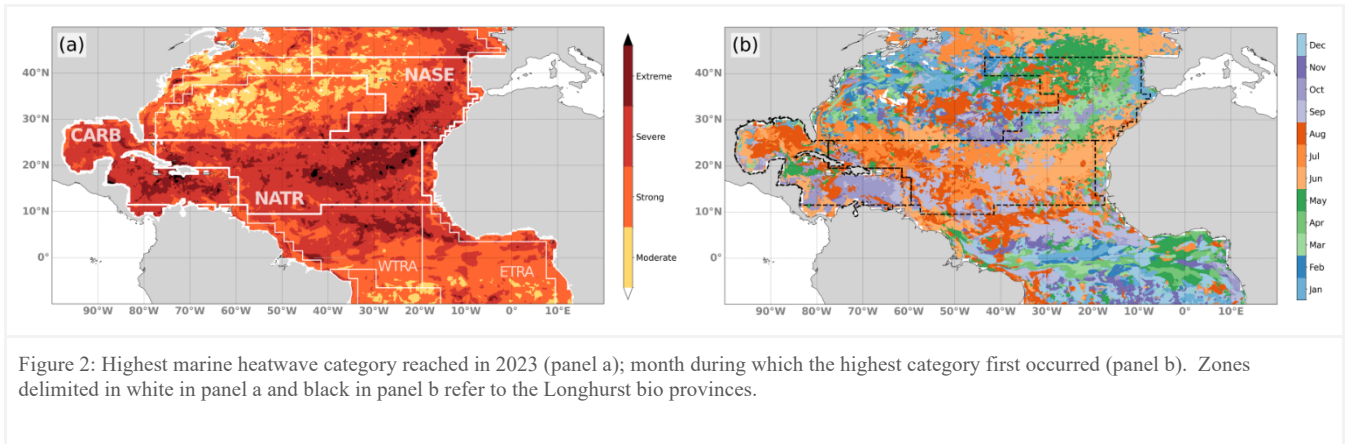 (a)
40°N
30°N
20°N
10°N
0°
90°W 80°W 70°W 60°W 50°W 40°W 30°W 20°W 10°W 0° 10°E
NASE
CARB
NATR
WTRA
ETRA
Extreme
Severe
Strong
Moderate
(b)
40°N
30°N
20°N
10°N
0°
90°W 80°W 70°W 60°W 50°W 40°W 30°W 20°W 10°W 0° 10°E
Dec
Nov
Oct
Sep
Aug
Jul
Jun
May
Apr
Mar
Feb
Jan
Figure 2: Highest marine heatwave category reached in 2023 (panel a); month during which the highest category first occurred (panel b). Zones
delimited in white in panel a and black in panel b refer to the Longhurst bio provinces.